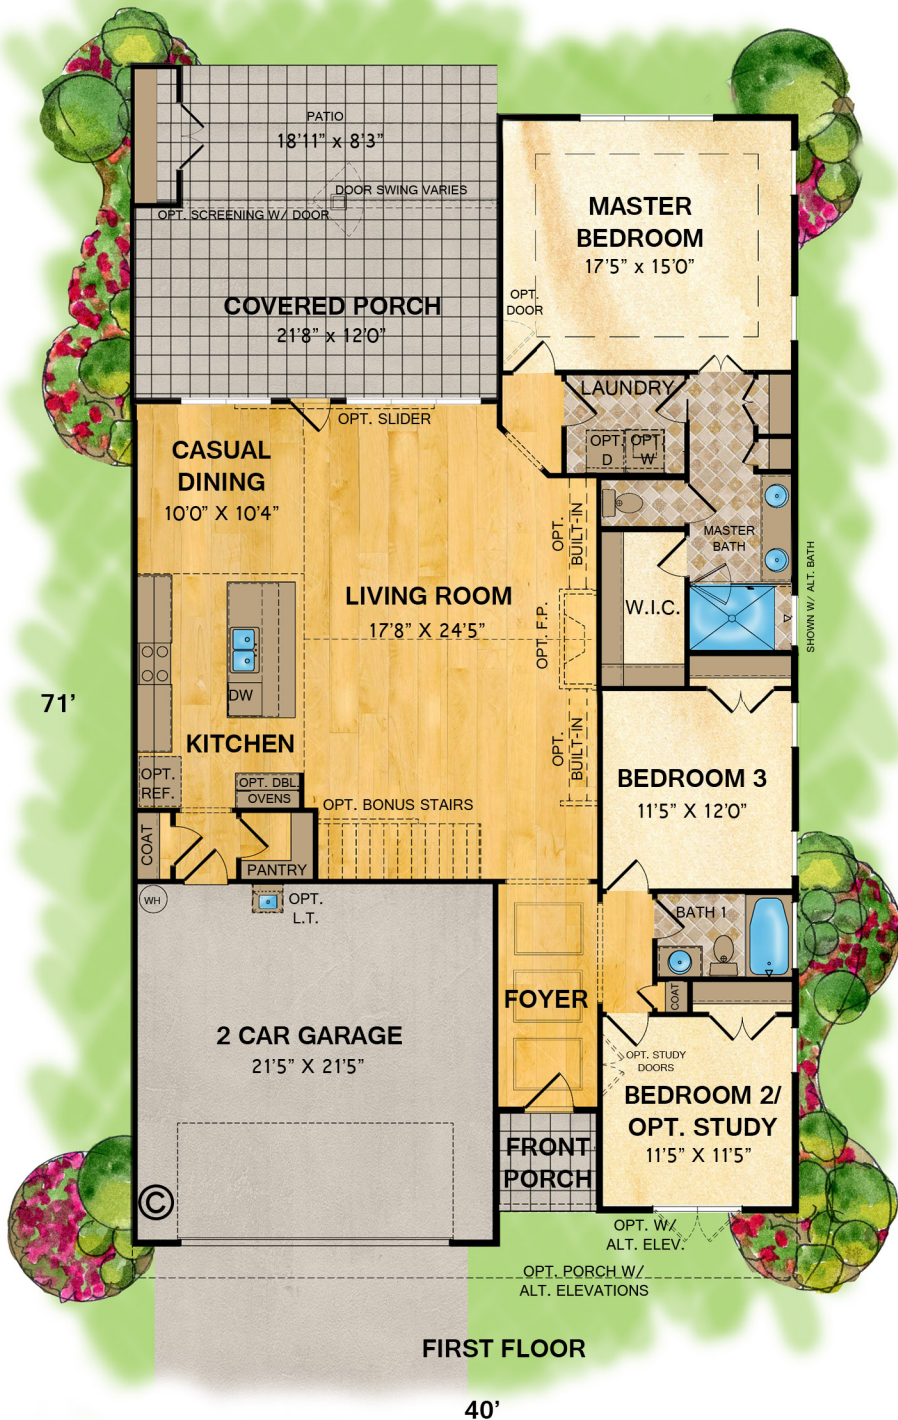 PATIO
18'11" x 8'3"
DOOR SWING VARIES
OPT. SCREENING W/ DOOR
MASTER
BEDROOM
17'5" x 15'0"
OPT.
DOOR
COVERED PORCH
21'8" x 12'0"
LAUNDRY
OPT.
D
OPT.
W
OPT. SLIDER
CASUAL
DINING
10'0" X 10'4"
OPT.
BUILT-IN
MASTER
BATH
SHOWN W/ ALT. BATH
LIVING ROOM
17'8" X 24'5"
OPT. F.P.
W.I.C.
DW
71'
KITCHEN
OPT.
BUILT-IN
OPT.
REF.
OPT. DBL.
OVENS
BEDROOM 3
11'5" X 12'0"
OPT. BONUS STAIRS
COAT
PANTRY
WH
OPT.
L.T.
BATH 1
FOYER
COAT
2 CAR GARAGE
21'5" X 21'5"
OPT. STUDY
DOORS
BEDROOM 2/
OPT. STUDY
11'5" X 11'5"
FRONT
PORCH
©
OPT. W/
ALT. ELEV.
OPT. PORCH W/
ALT. ELEVATIONS
FIRST FLOOR
40'